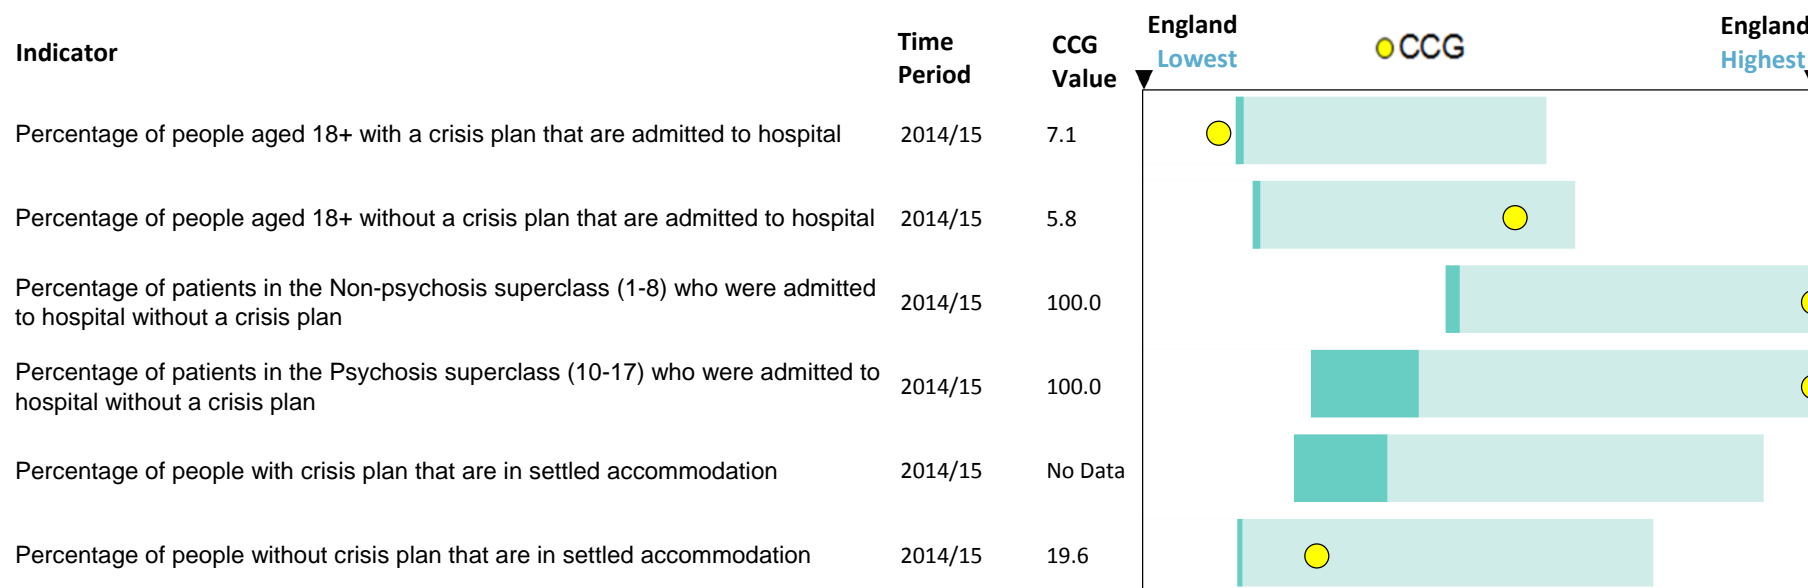 Indicator
Time
Period
CCG
Value
England
Lowest
CCG
England
Highest
Percentage of people aged 18+ with a crisis plan that are admitted to hospital 2014/15 7.1
Percentage of people aged 18+ without a crisis plan that are admitted to hospital 2014/15 5.8
Percentage of patients in the Non-psychosis superclass (1-8) who were admitted
to hospital without a crisis plan 2014/15 100.0
Percentage of patients in the Psychosis superclass (10-17) who were admitted to
hospital without a crisis plan 2014/15 100.0
Percentage of people with crisis plan that are in settled accommodation 2014/15 No Data
Percentage of people without crisis plan that are in settled accommodation 2014/15 19.6